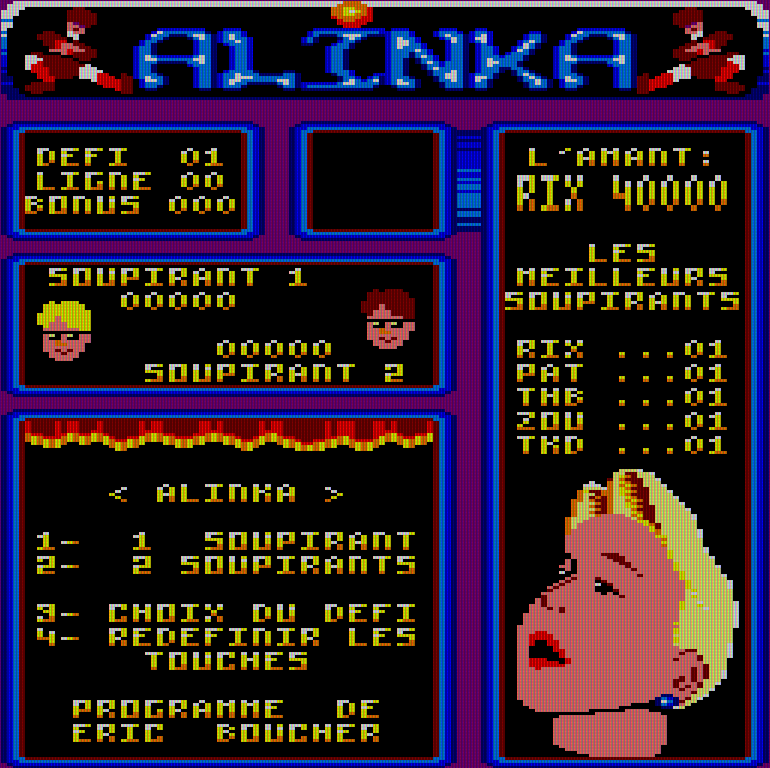 ALINKA
DEFI 01
LIGNE 00
BONUS 000
SOUPIRANT 1
00000
00000
SOUPIRANT 2
< ALINKA >
1- 1 SOUPIRANT
2- 2 SOUPIRANTS
3- CHOIX DU DEFI
4- REDEFINIR LES
TOUCHES
PROGRAMME DE
ERIC BOUCHER
L'AMANT:
RIX 40000
LES
MEILLEURS
SOUPIRANTS
RIX ...01
PAT ...01
THB ...01
ZOU ...01
TKD ...01